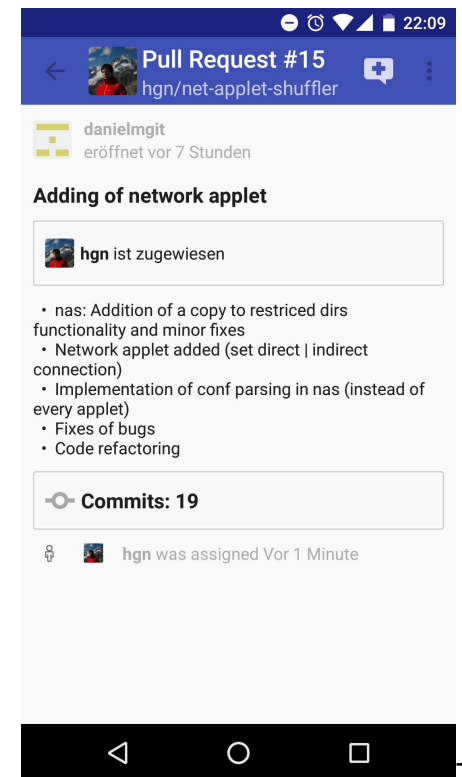 22:09
Pull Request #15
hgn/net-applet-shuffler
danielmgit
eröffnet vor 7 Stunden
Adding of network applet
hgn ist zugewiesen
• nas: Addition of a copy to restriced dirs
functionality and minor fixes
• Network applet added (set direct | indirect
connection)
• Implementation of conf parsing in nas (instead of
every applet)
• Fixes of bugs
• Code refactoring
Commits: 19
hgn was assigned Vor 1 Minute